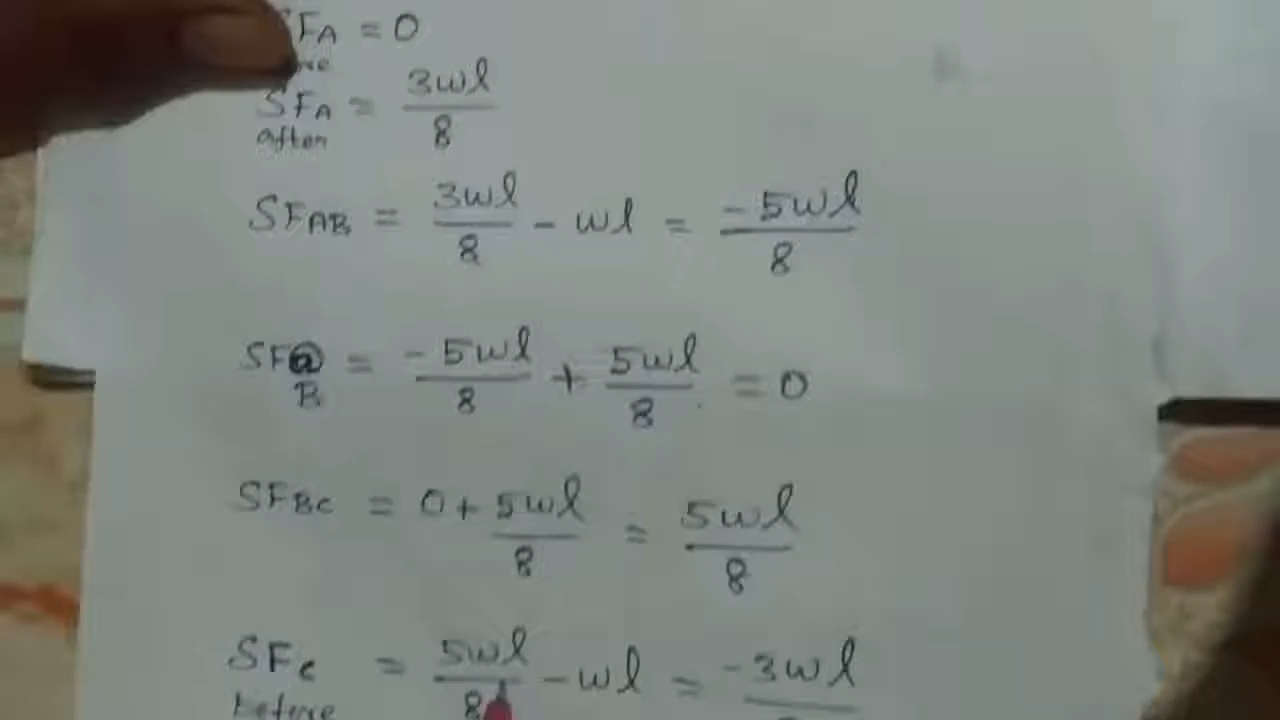 SFA = 0
SFA = 3wl/8
after
SFAB = 3wl/8 - wl = -5wl/8
SF
B = -5wl/8 + 5wl/8 = 0
SFBC = 0 + 5wl/8 = 5wl/8
SFC = 5wl/8 - wl = -3wl
before